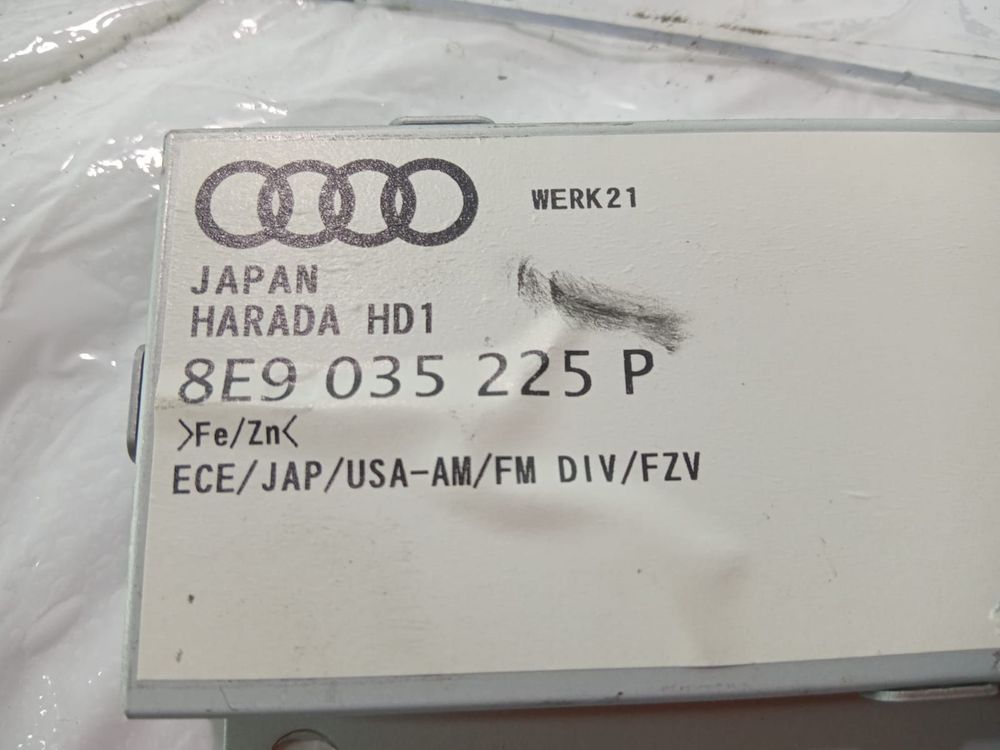 WERK21
JAPAN
HARADA HD1
8E9 035 225 P
>Fe/Zn<
ECE/JAP/USA-AM/FM DIV/FZV